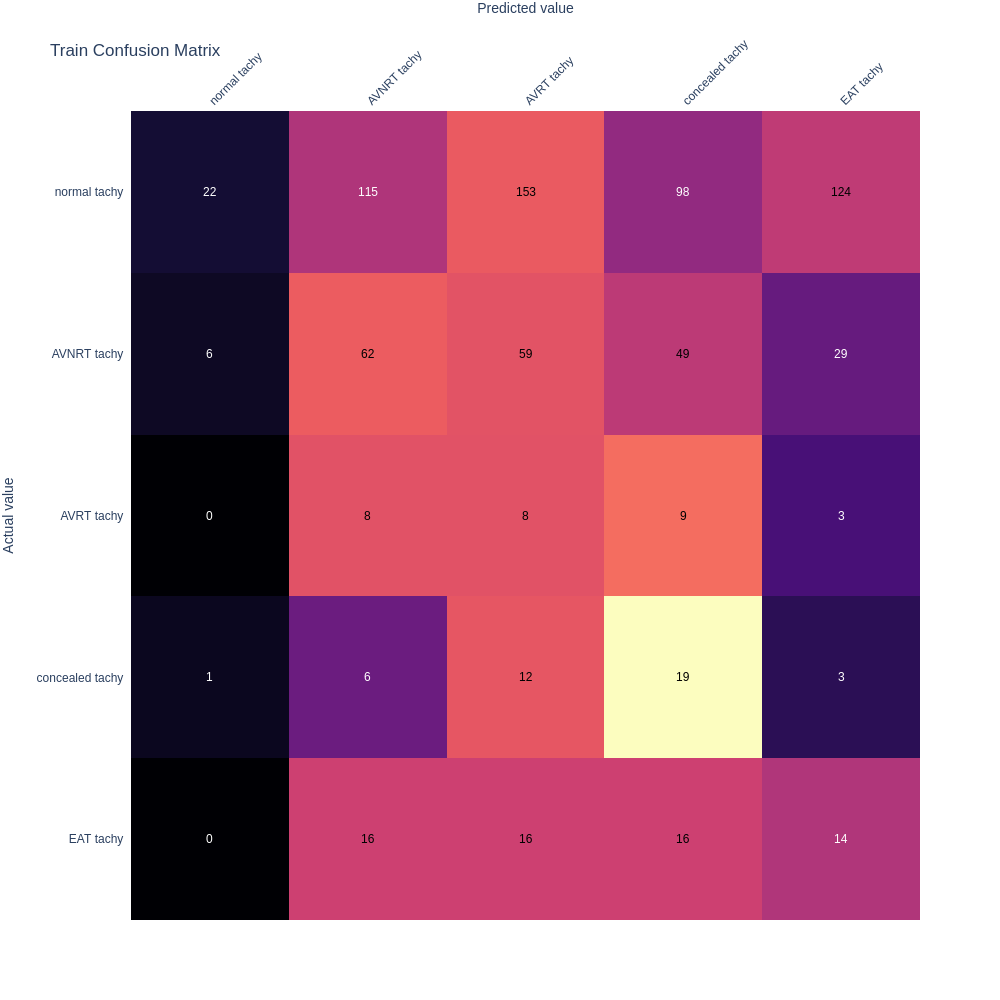 Predicted value
Train Confusion Matrix
normal tachy
AVNRT tachy
AVRT tachy
concealed tachy
EAT tachy
Actual value
normal tachy 22 115 153 98 124
AVNRT tachy 6 62 59 49 29
AVRT tachy 0 8 8 9 3
concealed tachy 1 6 12 19 3
EAT tachy 0 16 16 16 14